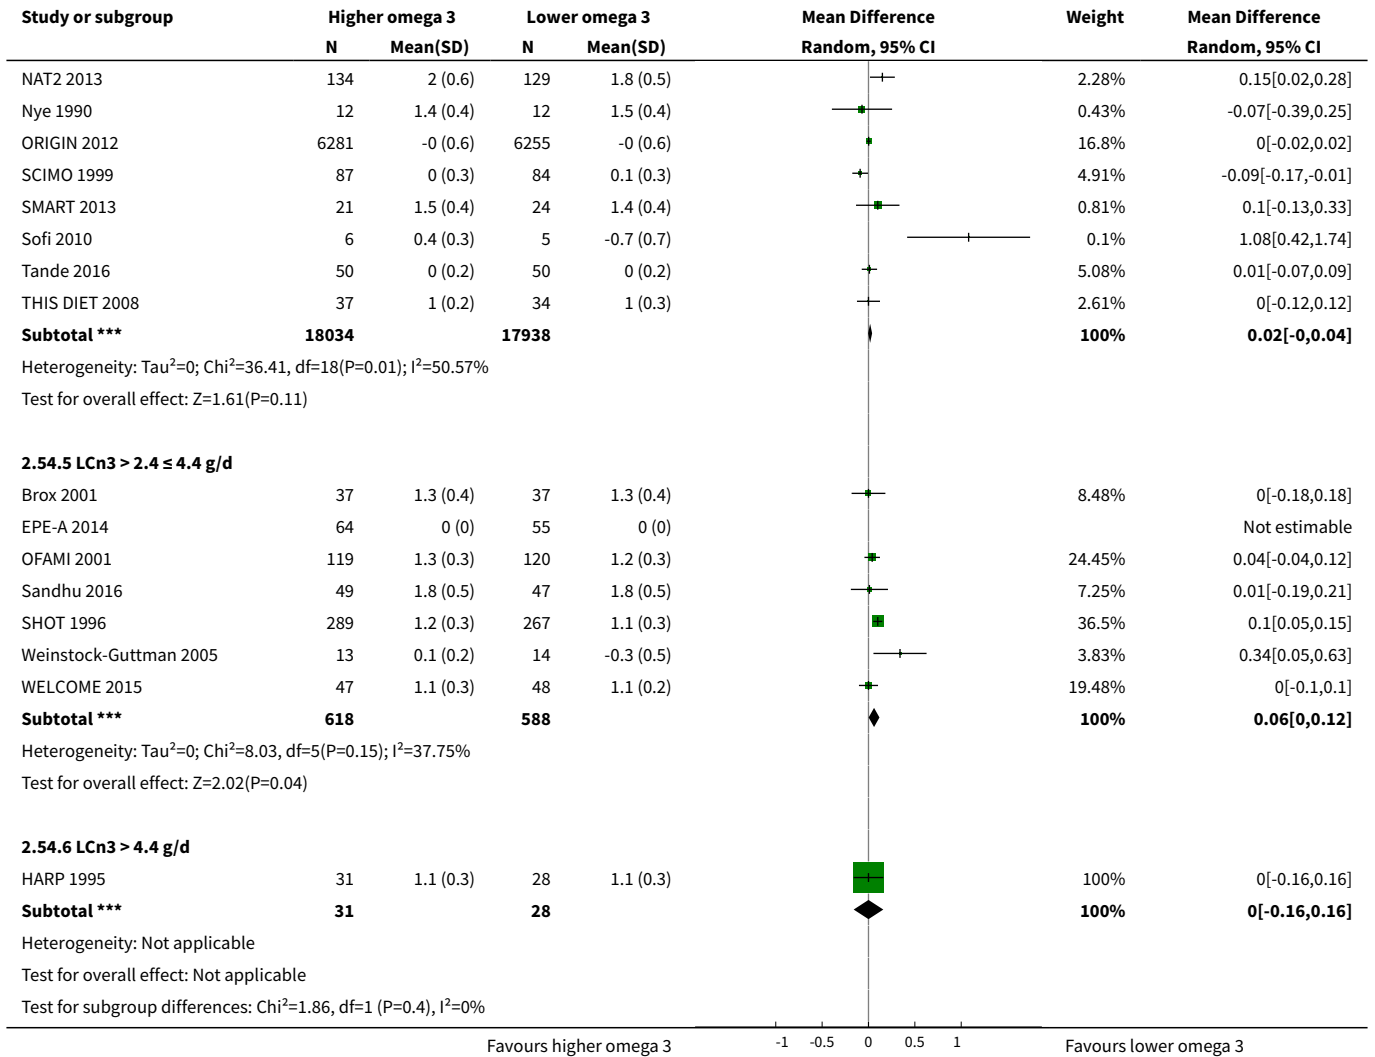 Study or subgroup Higher omega 3 Lower omega 3 Mean Difference Weight Mean Difference
N Mean(SD) N Mean(SD) Random, 95% CI Random, 95% CI
NAT2 2013 134 2 (0.6) 129 1.8 (0.5) 2.28% 0.15[0.02,0.28]
Nye 1990 12 1.4 (0.4) 12 1.5 (0.4) 0.43% -0.07[-0.39,0.25]
ORIGIN 2012 6281 -0 (0.6) 6255 -0 (0.6) 16.8% 0[-0.02,0.02]
SCIMO 1999 87 0 (0.3) 84 0.1 (0.3) 4.91% -0.09[-0.17,-0.01]
SMART 2013 21 1.5 (0.4) 24 1.4 (0.4) 0.81% 0.1[-0.13,0.33]
Sofi 2010 6 0.4 (0.3) 5 -0.7 (0.7) 0.1% 1.08[0.42,1.74]
Tande 2016 50 0 (0.2) 50 0 (0.2) 5.08% 0.01[-0.07,0.09]
THIS DIET 2008 37 1 (0.2) 34 1 (0.3) 2.61% 0[-0.12,0.12]
Subtotal *** 18034 17938 100% 0.02[-0,0.04]
Heterogeneity: Tau²=0; Chi²=36.41, df=18(P=0.01); I²=50.57%
Test for overall effect: Z=1.61(P=0.11)
2.54.5 LCn3 > 2.4 ≤ 4.4 g/d
Brox 2001 37 1.3 (0.4) 37 1.3 (0.4) 8.48% 0[-0.18,0.18]
EPE-A 2014 64 0 (0) 55 0 (0) Not estimable
OFAMI 2001 119 1.3 (0.3) 120 1.2 (0.3) 24.45% 0.04[-0.04,0.12]
Sandhu 2016 49 1.8 (0.5) 47 1.8 (0.5) 7.25% 0.01[-0.19,0.21]
SHOT 1996 289 1.2 (0.3) 267 1.1 (0.3) 36.5% 0.1[0.05,0.15]
Weinstock-Guttman 2005 13 0.1 (0.2) 14 -0.3 (0.5) 3.83% 0.34[0.05,0.63]
WELCOME 2015 47 1.1 (0.3) 48 1.1 (0.2) 19.48% 0[-0.1,0.1]
Subtotal *** 618 588 100% 0.06[0,0.12]
Heterogeneity: Tau²=0; Chi²=8.03, df=5(P=0.15); I²=37.75%
Test for overall effect: Z=2.02(P=0.04)
2.54.6 LCn3 > 4.4 g/d
HARP 1995 31 1.1 (0.3) 28 1.1 (0.3) 100% 0[-0.16,0.16]
Subtotal *** 31 28 100% 0[-0.16,0.16]
Heterogeneity: Not applicable
Test for overall effect: Not applicable
Test for subgroup differences: Chi²=1.86, df=1 (P=0.4), I²=0%
Favours higher omega 3 -1 -0.5 0 0.5 1 Favours lower omega 3